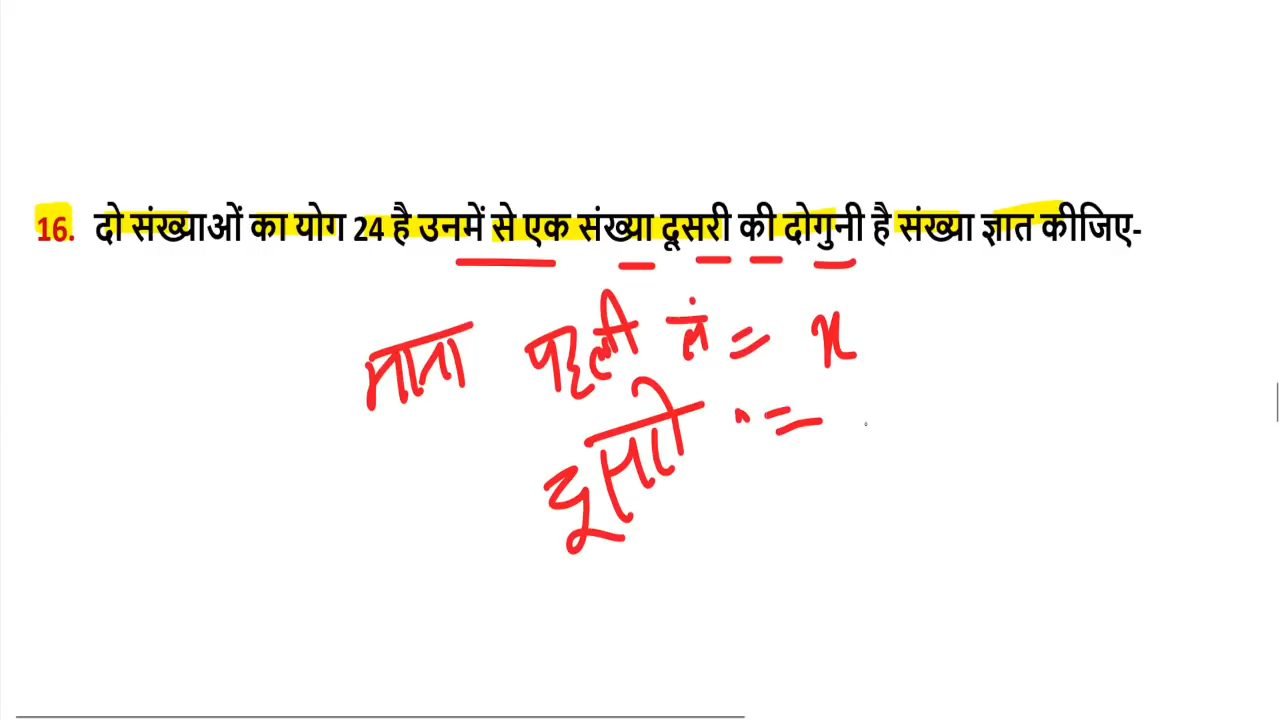 16. दो संख्याओं का योग 24 है उनमें से एक संख्या दूसरी की दोगुनी है संख्या ज्ञात कीजिए-
माना पहली सं = x
दूसरी " =